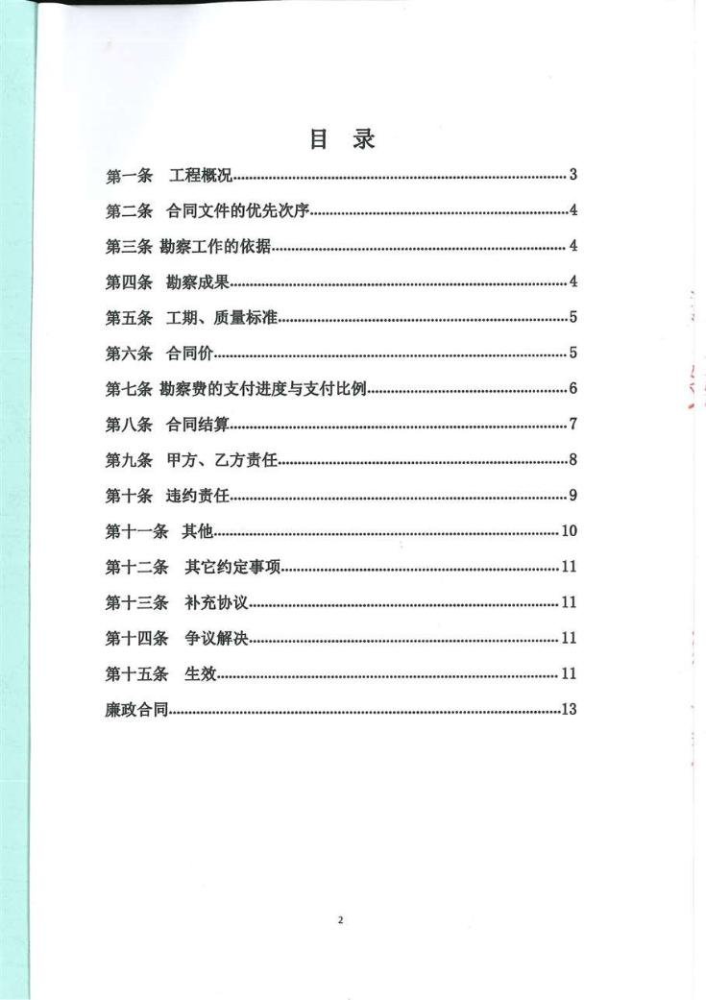 目 录
第一条 工程概况................................3
第二条 合同文件的优先次序................................4
第三条 勘察工作的依据................................4
第四条 勘察成果................................4
第五条 工期、质量标准................................5
第六条 合同价................................5
第七条 勘察费的支付进度与支付比例................................6
第八条 合同结算................................7
第九条 甲方、乙方责任................................8
第十条 违约责任................................9
第十一条 其他................................10
第十二条 其它约定事项................................11
第十三条 补充协议................................11
第十四条 争议解决................................11
第十五条 生效................................11
廉政合同................................13
2